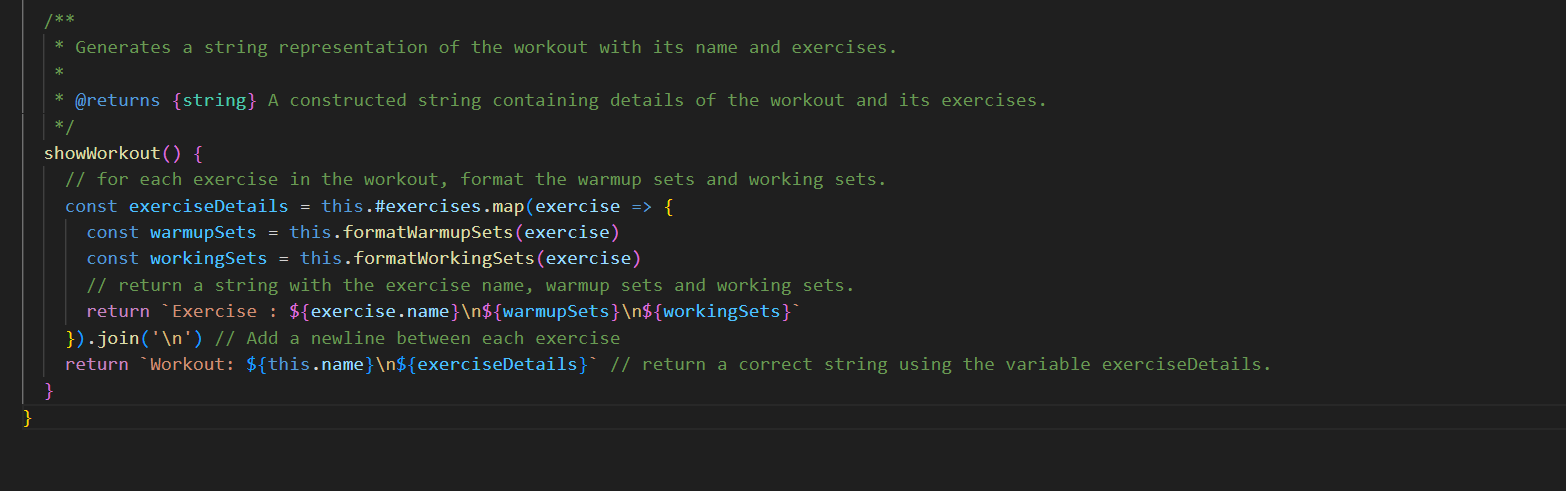 /**
 * Generates a string representation of the workout with its name and exercises.
 *
 * @returns {string} A constructed string containing details of the workout and its exercises.
 */
showWorkout() {
  // for each exercise in the workout, format the warmup sets and working sets.
  const exerciseDetails = this.#exercises.map(exercise => {
    const warmupSets = this.formatWarmupSets(exercise)
    const workingSets = this.formatWorkingSets(exercise)
    // return a string with the exercise name, warmup sets and working sets.
    return `Exercise : ${exercise.name}\n${warmupSets}\n${workingSets}`
  }).join('\n') // Add a newline between each exercise
  return `Workout: ${this.name}\n${exerciseDetails}` // return a correct string using the variable exerciseDetails.
}
}